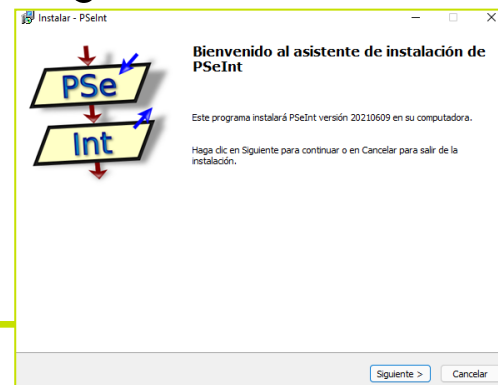 Instalar - PSeInt
Bienvenido al asistente de instalación de
PSeInt
PSe
Int
Este programa instalará PSeInt versión 20210609 en su computadora.
Haga clic en Siguiente para continuar o en Cancelar para salir de la
instalación.
Siguiente >
Cancelar